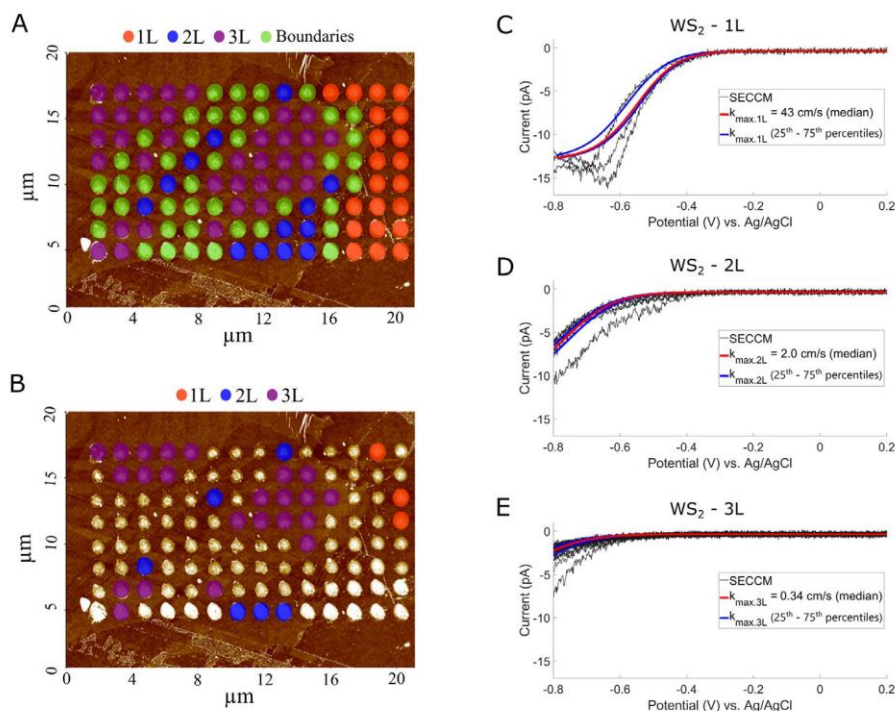 A
1L 2L 3L Boundaries
20
15
10
5
0
µm
0 4 8 12 16 20
µm
B
1L 2L 3L
20
15
10
5
0
µm
0 4 8 12 16 20
µm
C
WS2 - 1L
0
-5
-10
-15
Current (pA)
SECCM
kmax.1L = 43 cm/s (median)
kmax.1L (25th - 75th percentiles)
-0.8 -0.6 -0.4 -0.2 0 0.2
Potential (V) vs. Ag/AgCl
D
WS2 - 2L
0
-5
-10
-15
Current (pA)
SECCM
kmax.2L = 2.0 cm/s (median)
kmax.2L (25th - 75th percentiles)
-0.8 -0.6 -0.4 -0.2 0 0.2
Potential (V) vs. Ag/AgCl
E
WS2 - 3L
0
-5
-10
-15
Current (pA)
SECCM
kmax.3L = 0.34 cm/s (median)
kmax.3L (25th - 75th percentiles)
-0.8 -0.6 -0.4 -0.2 0 0.2
Potential (V) vs. Ag/AgCl